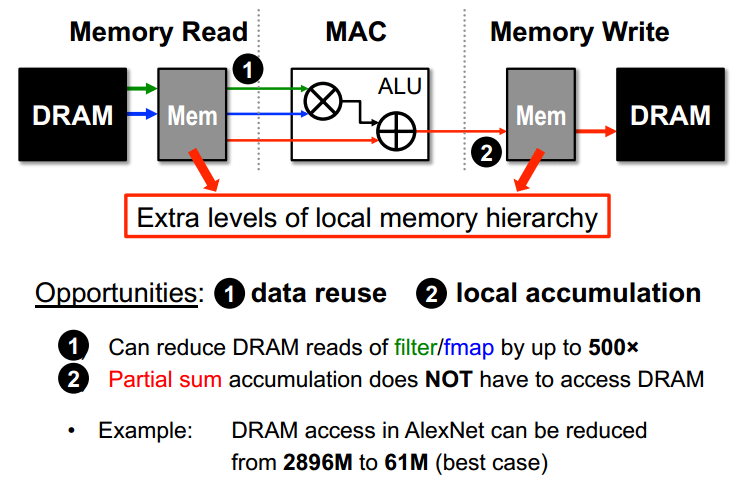 Memory Read MAC Memory Write
1
DRAM Mem ALU Mem DRAM
2
Extra levels of local memory hierarchy
Opportunities: 1 data reuse 2 local accumulation
1 Can reduce DRAM reads of filter/fmap by up to 500×
2 Partial sum accumulation does NOT have to access DRAM
• Example: DRAM access in AlexNet can be reduced
from 2896M to 61M (best case)